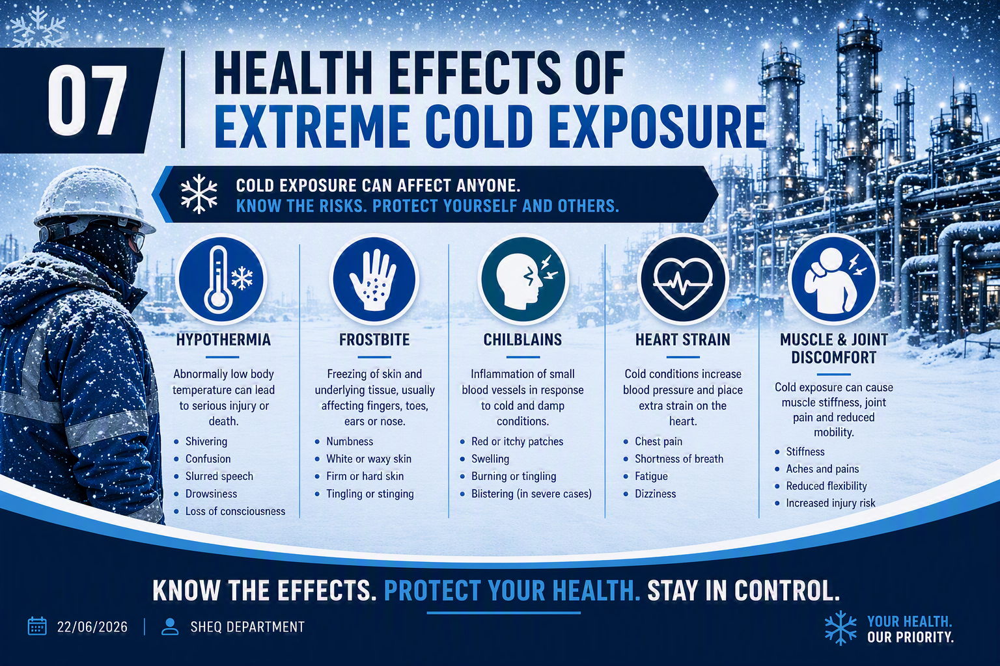 07
HEALTH EFFECTS OF
EXTREME COLD EXPOSURE
COLD EXPOSURE CAN AFFECT ANYONE.
KNOW THE RISKS. PROTECT YOURSELF AND OTHERS.
HYPOTHERMIA
Abnormally low body
temperature can lead
to serious injury or
death.
• Shivering
• Confusion
• Slurred speech
• Drowsiness
• Loss of consciousness
FROSTBITE
Freezing of skin and
underlying tissue, usually
affecting fingers, toes,
ears or nose.
• Numbness
• White or waxy skin
• Firm or hard skin
• Tingling or stinging
CHILBLAINS
Inflammation of small
blood vessels in response
to cold and damp
conditions.
• Red or itchy patches
• Swelling
• Burning or tingling
• Blistering (in severe cases)
HEART STRAIN
Cold conditions increase
blood pressure and place
extra strain on the
heart.
• Chest pain
• Shortness of breath
• Fatigue
• Dizziness
MUSCLE & JOINT
DISCOMFORT
Cold exposure can cause
muscle stiffness, joint
pain and reduced
mobility.
• Stiffness
• Aches and pains
• Reduced flexibility
• Increased injury risk
KNOW THE EFFECTS. PROTECT YOUR HEALTH. STAY IN CONTROL.
22/06/2026
SHEQ DEPARTMENT
YOUR HEALTH.
OUR PRIORITY.